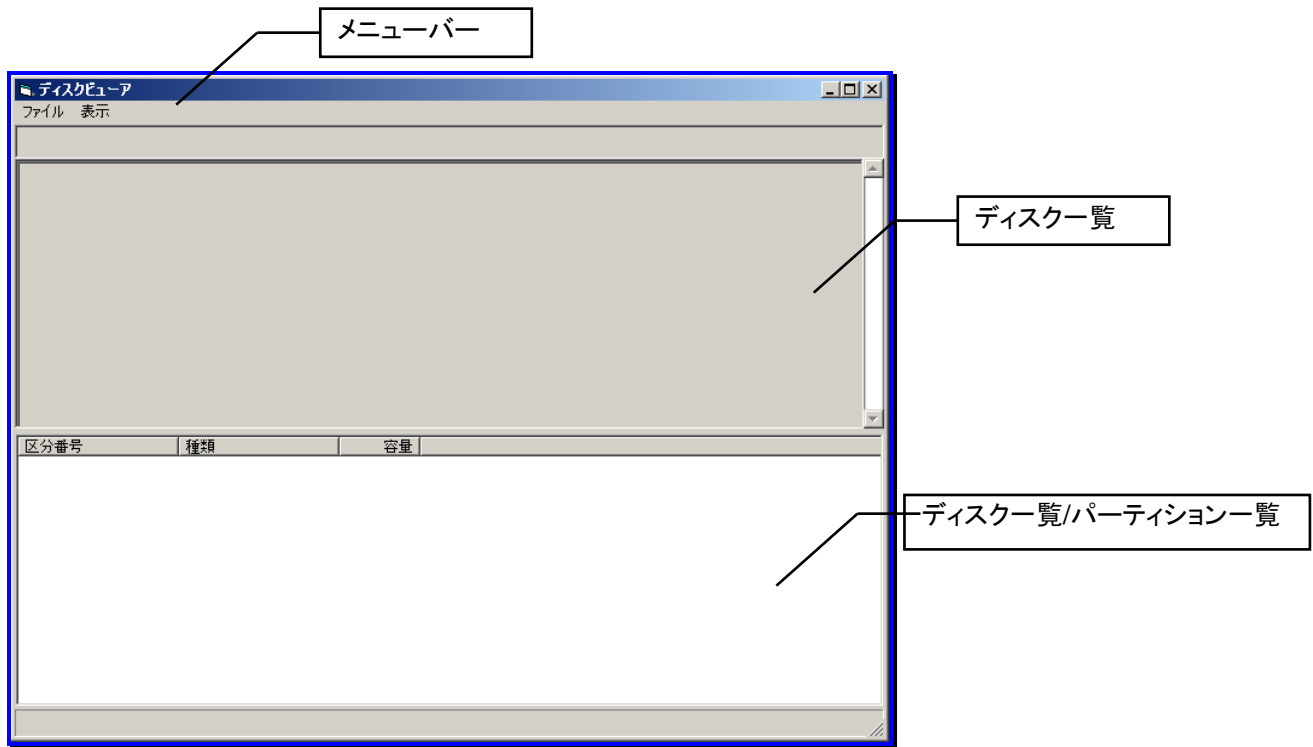 メニューバー
ディスクビューア
ファイル 表示
ディスク一覧
区分番号 種類 容量
ディスク一覧/パーティション一覧